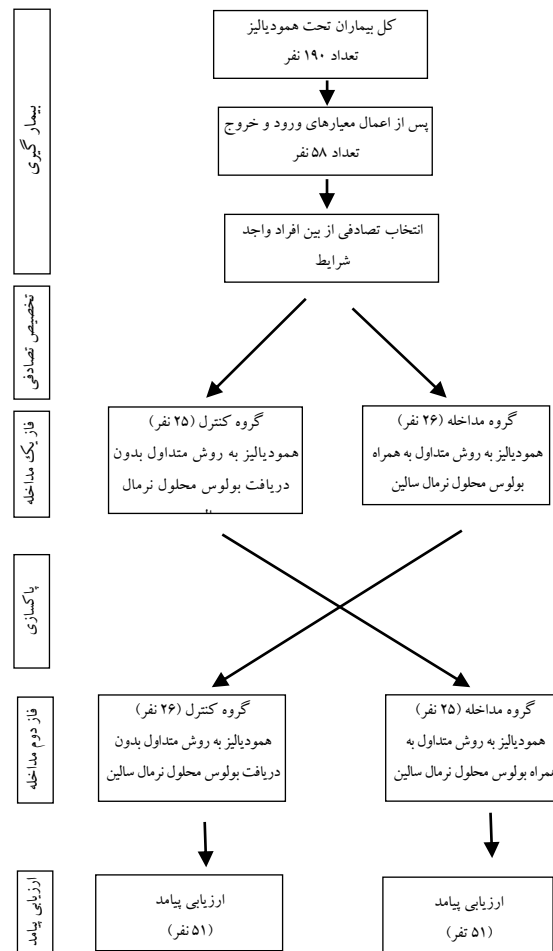 کل بیماران تحت همودیالیز
تعداد ۱۹۰ نفر
بیمار گیری
پس از اعمال معیارهای ورود و خروج
تعداد ۵۸ نفر
انتخاب تصادفی از بین افراد واجد
شرایط
تخصیص تصادفی
فاز یک مداخله
گروه مداخله (۲۶ نفر)
همودیالیز به روش متداول به همراه
بولوس محلول نرمال سالین
گروه کنترل (۲۵ نفر)
همودیالیز به روش متداول بدون
دریافت بولوس محلول نرمال
پاکسازی
فاز دوم مداخله
گروه مداخله (۲۵ نفر)
همودیالیز به روش متداول به
همراه بولوس محلول نرمال سالین
گروه کنترل (۲۶ نفر)
همودیالیز به روش متداول بدون
دریافت بولوس محلول نرمال سالین
ارزیابی پیامد
ارزیابی پیامد
(۵۱ نفر)
ارزیابی پیامد
(۵۱ نفر)